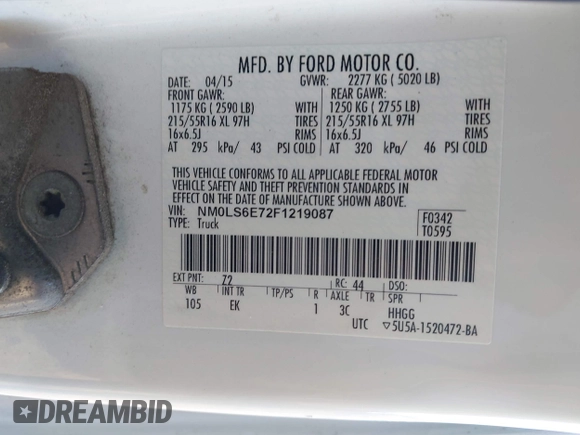 MFD. BY FORD MOTOR CO.
DATE: 04/15 GVWR: 2277 KG ( 5020 LB)
FRONT GAWR: REAR GAWR:
1175 KG ( 2590 LB) WITH 1250 KG ( 2755 LB) WITH
215/55R16 XL 97H TIRES 215/55R16 XL 97H TIRES
16x6.5J RIMS 16x6.5J RIMS
AT 295 kPa/ 43 PSI COLD AT 320 kPa/ 46 PSI COLD
THIS VEHICLE CONFORMS TO ALL APPLICABLE FEDERAL MOTOR
VEHICLE SAFETY AND THEFT PREVENTION STANDARDS IN
EFFECT ON THE DATE OF MANUFACTURE SHOWN ABOVE.
VIN: NM0LS6E72F1219087 F0342
TYPE: Truck T0595
EXT PNT: Z2 RC: 44 DSO:
WB INT TR TP/PS R AXLE TR SPR
105 EK 1 3C HHGG
UTC ▽5U5A-1520472-BA
DREAMBID